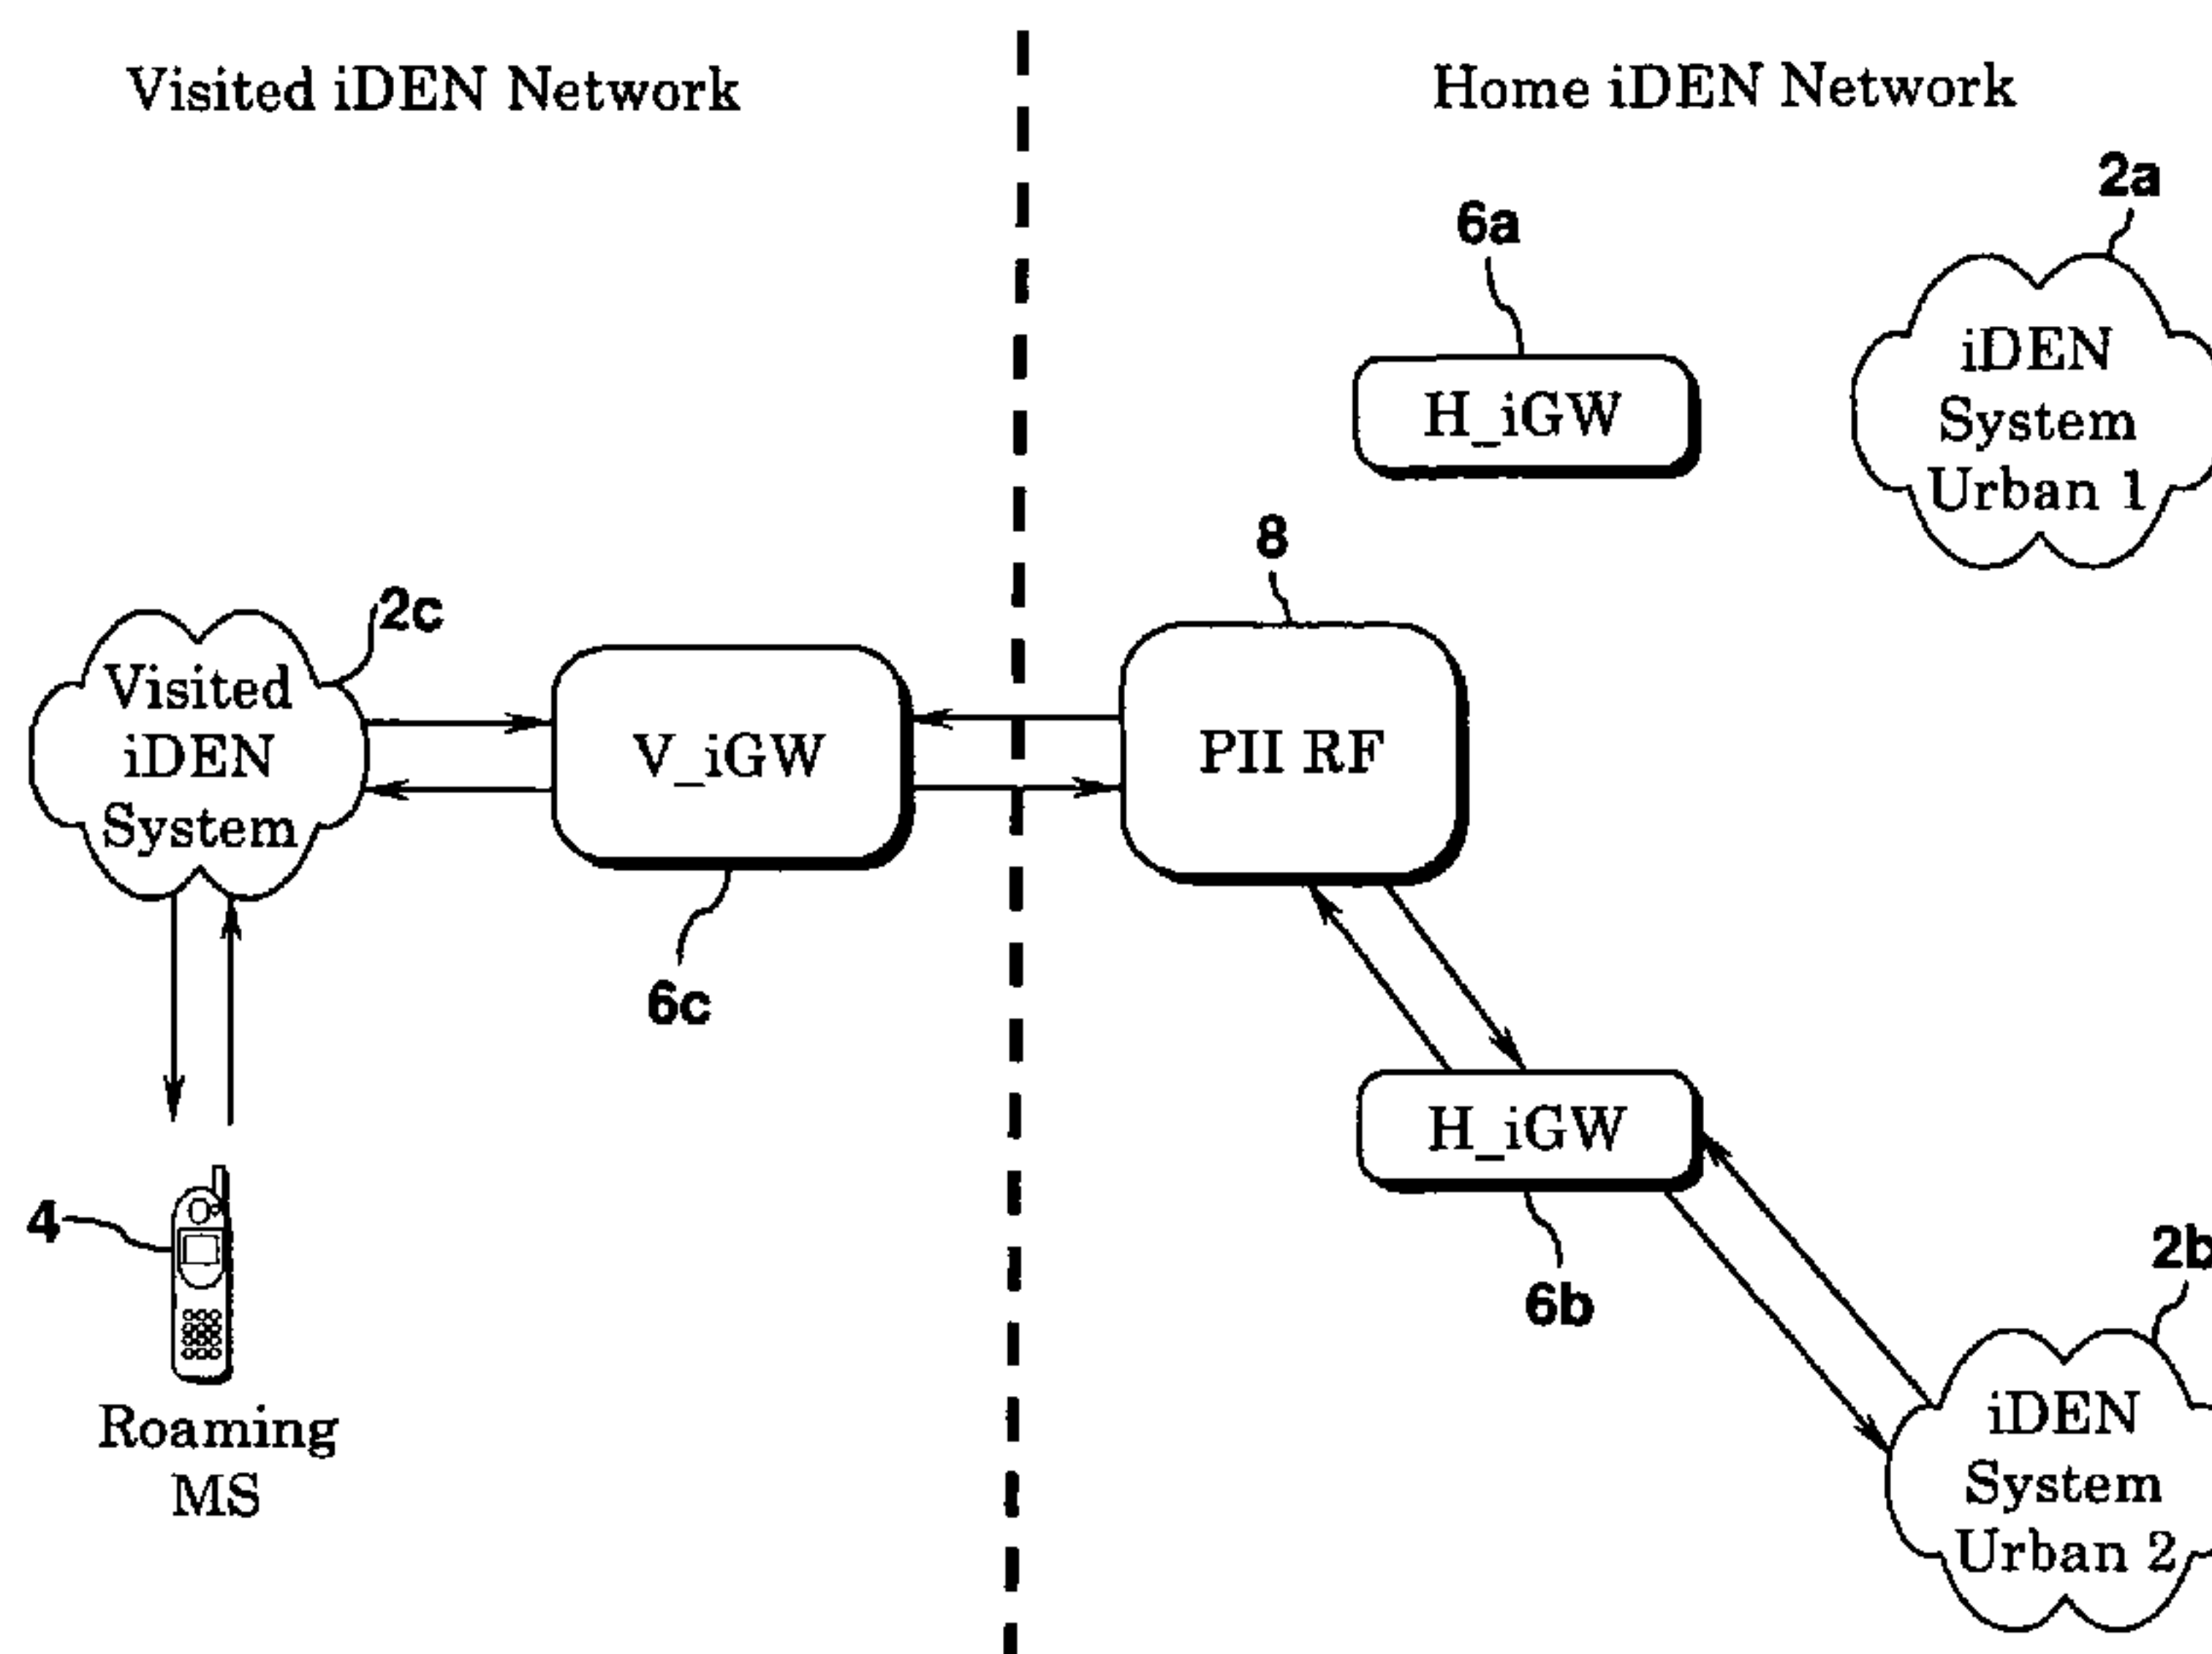 Visited iDEN Network
Home iDEN Network
2a
6a
iDEN
System
Urban 1
H_iGW
8
2c
Visited
iDEN
System
V_iGW
PII RF
6c
H_iGW
4
6b
2b
Roaming
MS
iDEN
System
Urban 2